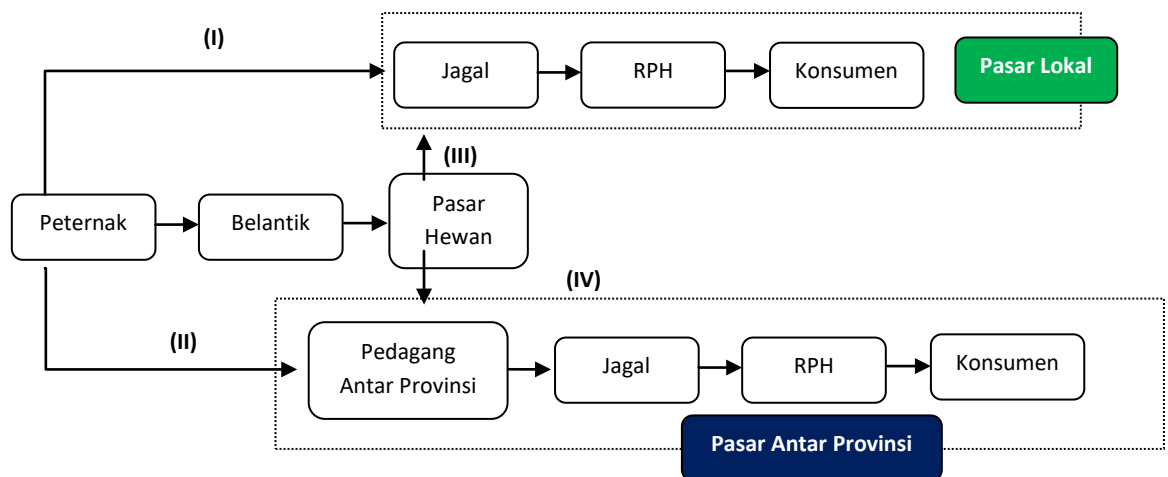 (I)
Jagal
RPH
Konsumen
Pasar Lokal
(III)
Peternak
Belantik
Pasar
Hewan
(IV)
(II)
Pedagang
Antar Provinsi
Jagal
RPH
Konsumen
Pasar Antar Provinsi